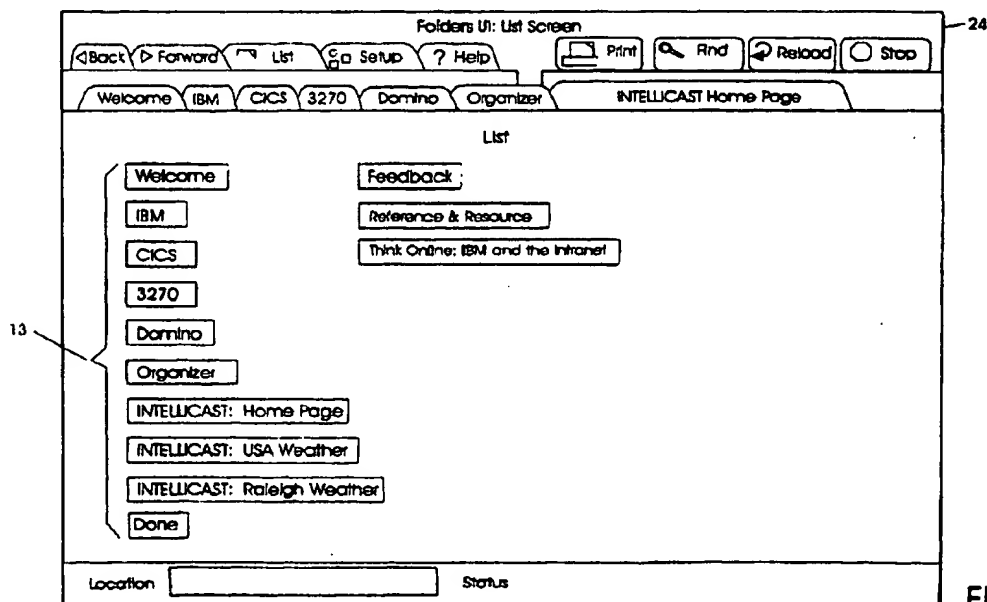 Folders UI: List Screen
24
Back Forward List Setup ? Help Print Find Reload Stop
Welcome IBM CICS 3270 Domino Organizer INTELLICAST Home Page
List
Welcome Feedback
IBM Reference & Resource
CICS Think Online: IBM and the Intranet
3270
13
Domino
Organizer
INTELLICAST: Home Page
INTELLICAST: USA Weather
INTELLICAST: Raleigh Weather
Done
Location Status